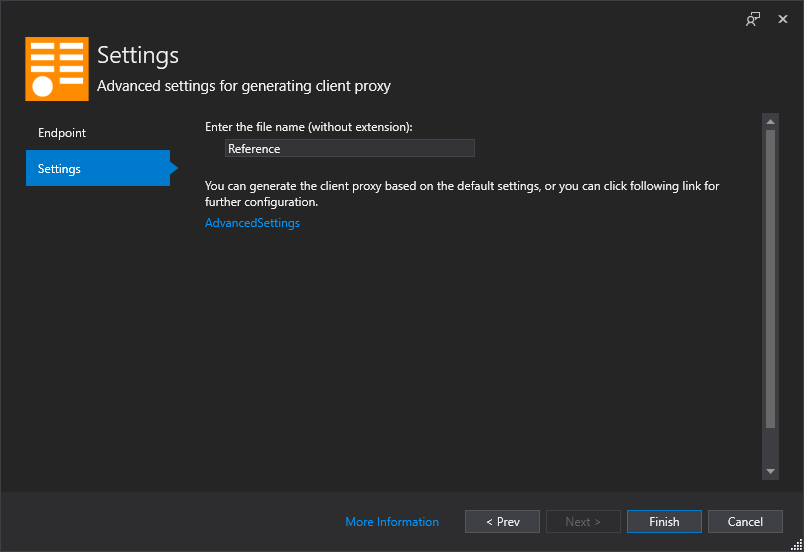 Settings
Advanced settings for generating client proxy
Endpoint
Settings
Enter the file name (without extension):
Reference
You can generate the client proxy based on the default settings, or you can click following link for
further configuration.
AdvancedSettings
More Information
< Prev
Next >
Finish
Cancel